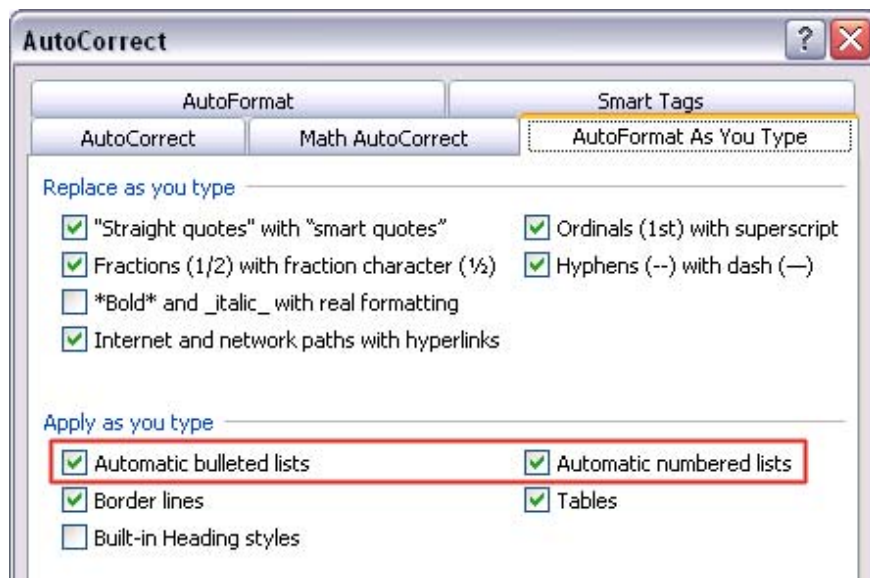 AutoCorrect
AutoFormat Smart Tags
AutoCorrect Math AutoCorrect AutoFormat As You Type
Replace as you type
"Straight quotes" with “smart quotes” Ordinals (1st) with superscript
Fractions (1/2) with fraction character (½) Hyphens (--) with dash (—)
*Bold* and _italic_ with real formatting
Internet and network paths with hyperlinks
Apply as you type
Automatic bulleted lists Automatic numbered lists
Border lines Tables
Built-in Heading styles